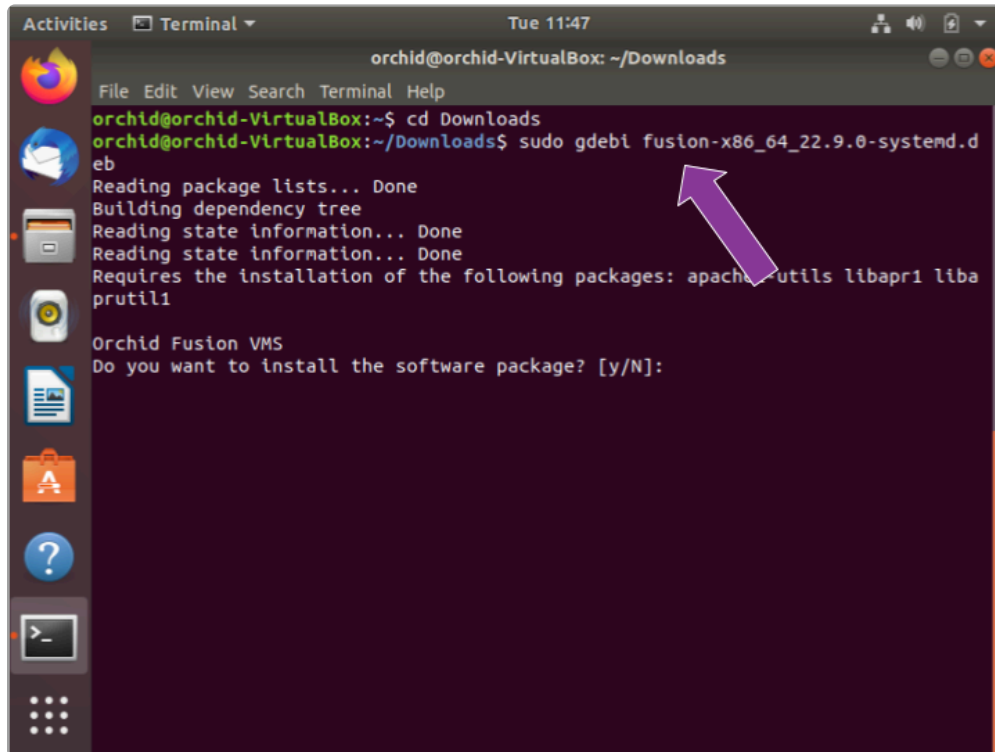 Activities Terminal Tue 11:47
orchid@orchid-VirtualBox: ~/Downloads
File Edit View Search Terminal Help
orchid@orchid-VirtualBox:~$ cd Downloads
orchid@orchid-VirtualBox:~/Downloads$ sudo gdebi fusion-x86_64_22.9.0-systemd.d
eb
Reading package lists... Done
Building dependency tree
Reading state information... Done
Reading state information... Done
Requires the installation of the following packages: utils libapr1 liba
prutil1
Orchid Fusion VMS
Do you want to install the software package? [y/N]: